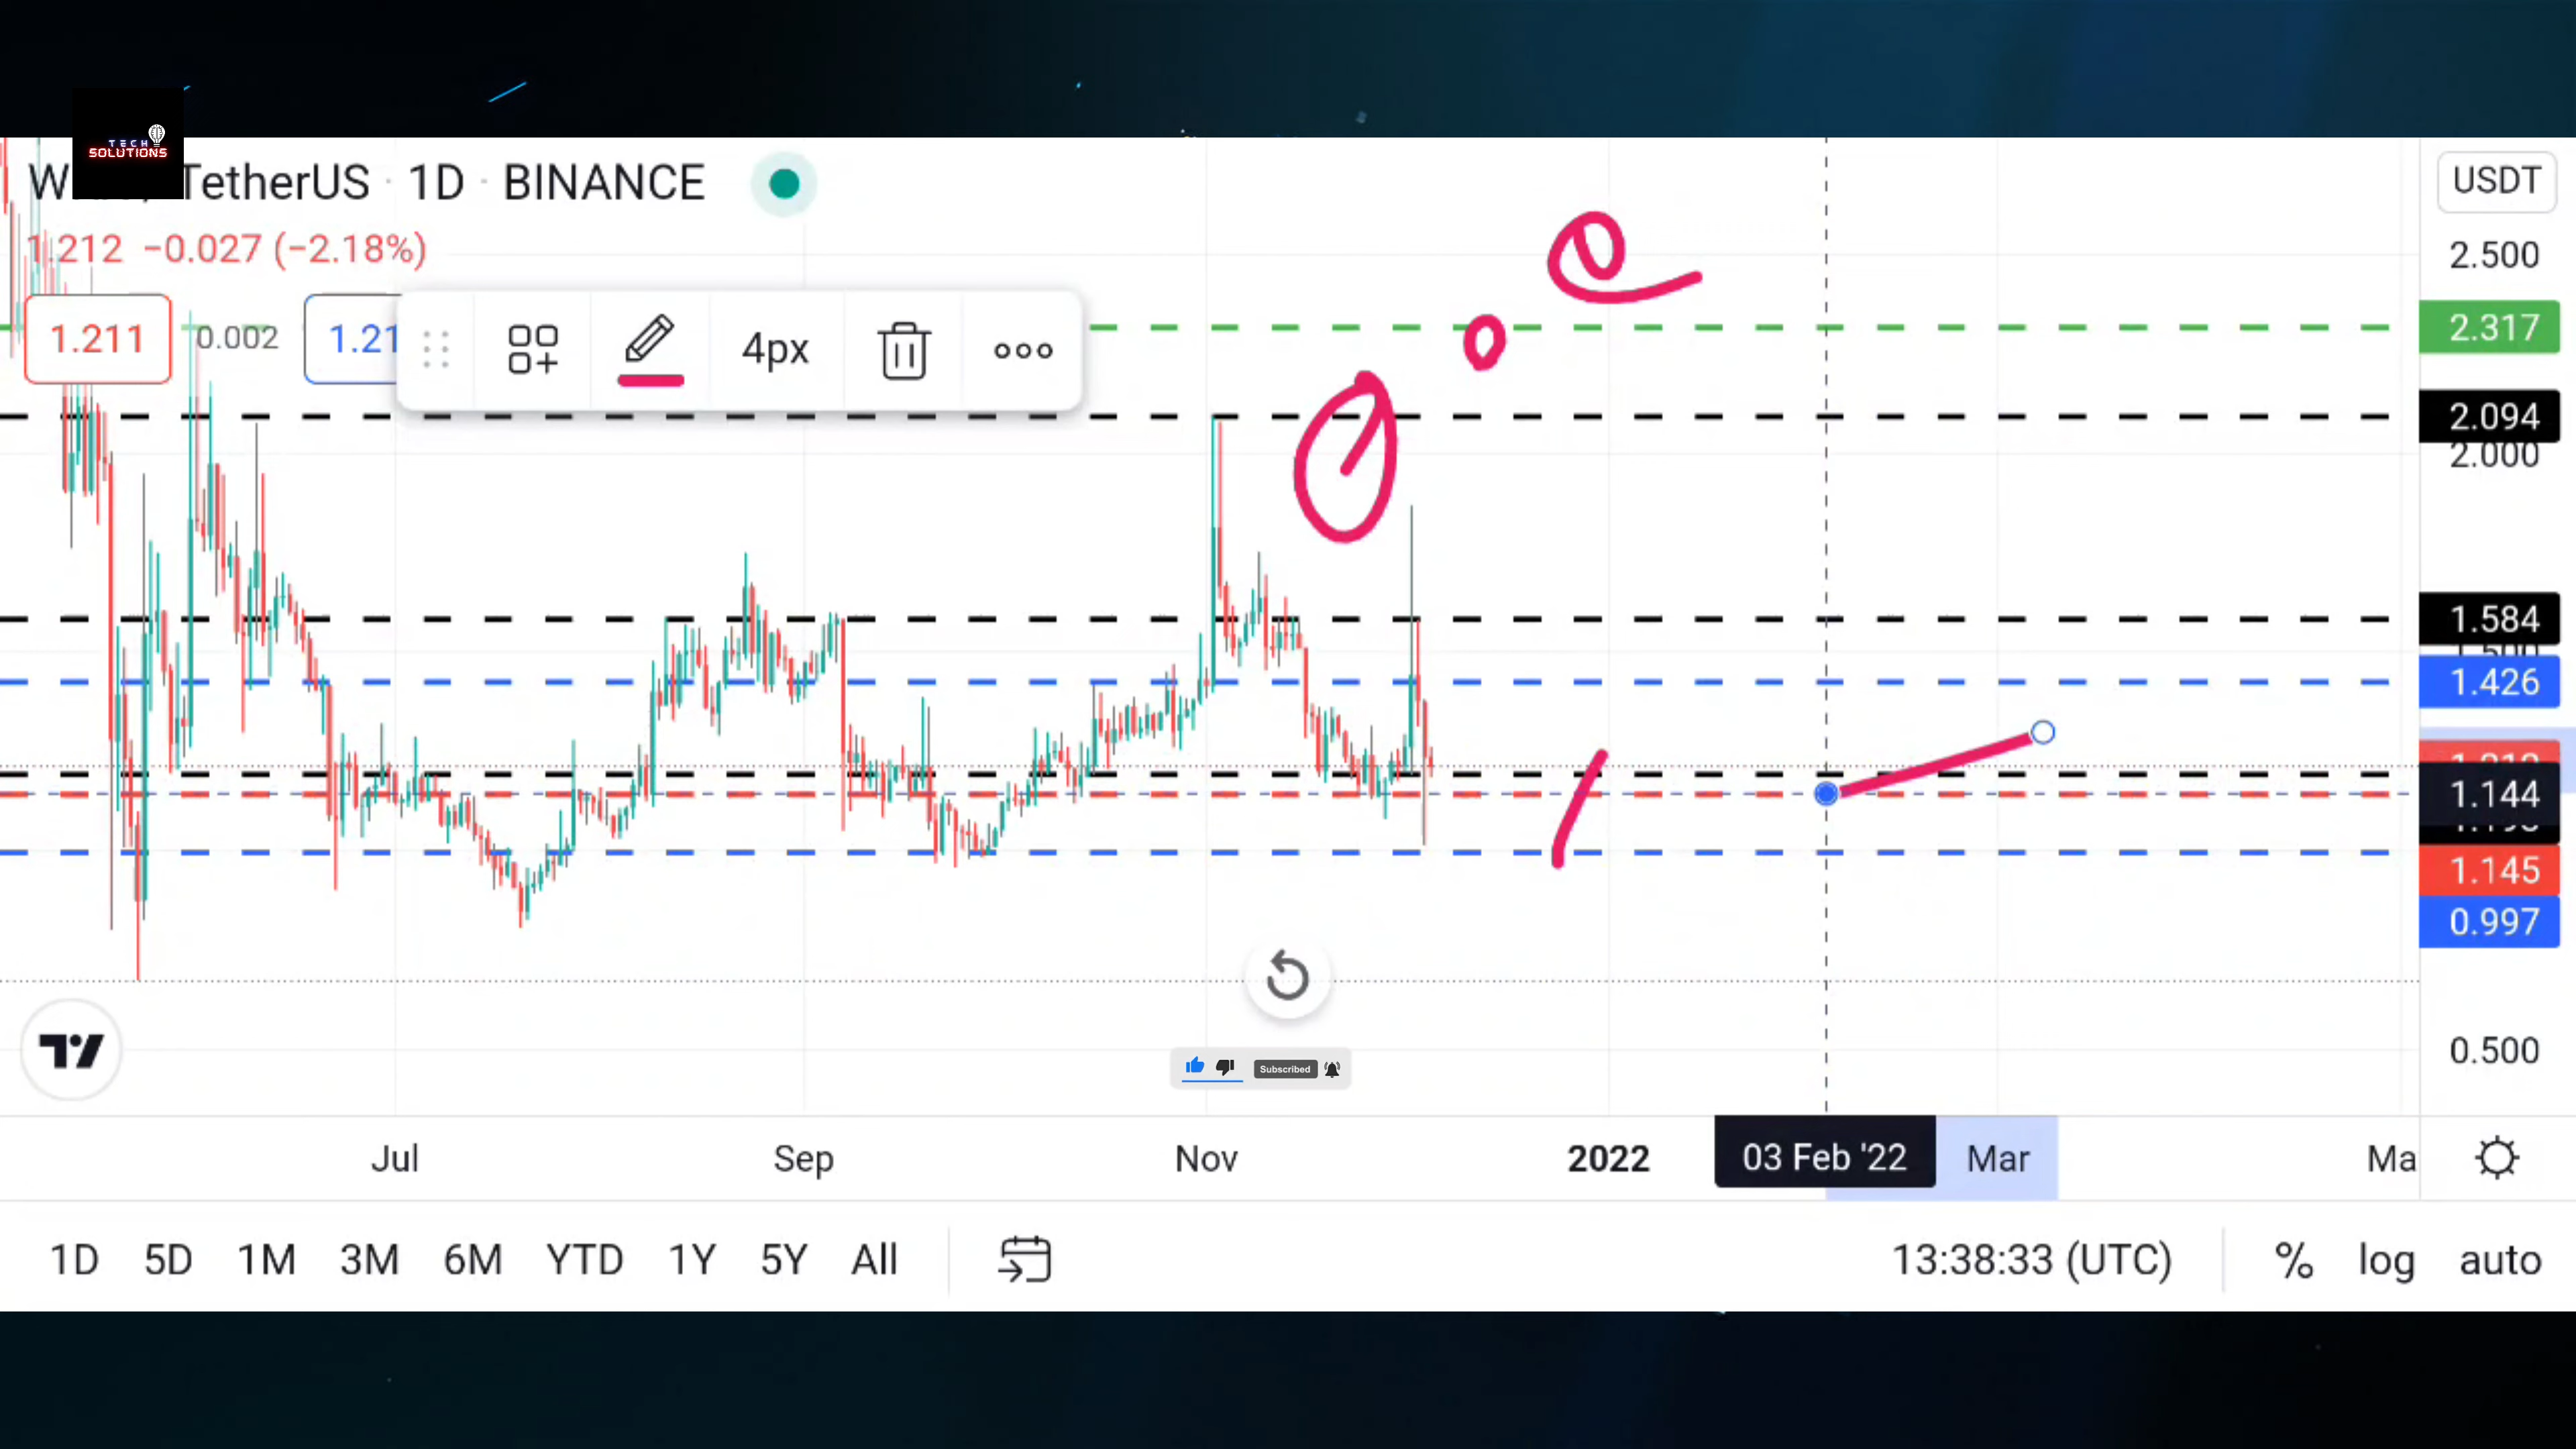 TECH
SOLUTIONS
TetherUS · 1D · BINANCE
USDT
1.212 −0.027 (−2.18%)
2.500
1.211 0.002 1.21
4px
2.317
2.094
2.000
1.584
1.426
1.144
1.145
0.997
0.500
Subscribed
Jul Sep Nov 2022 03 Feb '22 Mar Ma
1D 5D 1M 3M 6M YTD 1Y 5Y All 13:38:33 (UTC) % log auto